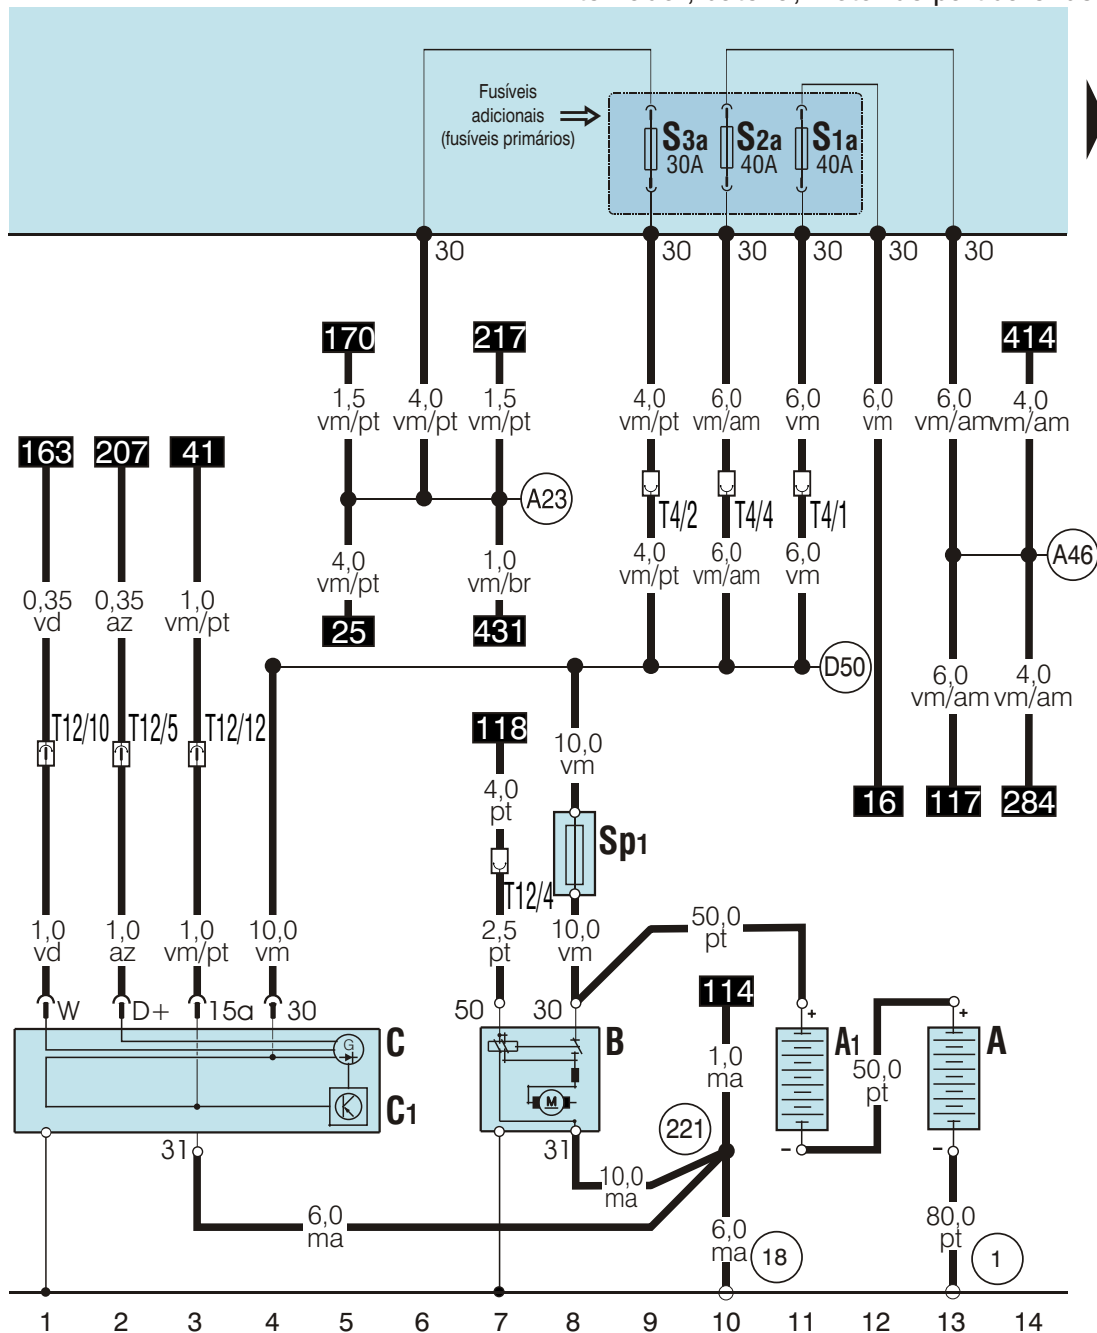 Fusíveis
adicionais
(fusíveis primários)
S3a
30A
S2a
40A
S1a
40A
30 30 30 30 30 30
170 217 414
1,5
vm/pt
4,0
vm/pt
1,5
vm/pt
4,0
vm/pt
6,0
vm/am
6,0
vm
6,0
vm
6,0
vm/am
4,0
vm/am
163 207 41
A23
T4/2 T4/4 T4/1
A46
4,0
vm/pt
1,0
vm/br
4,0
vm/pt
6,0
vm/am
6,0
vm
0,35
vd
0,35
az
1,0
vm/pt
25 431
D50
6,0
vm/am
4,0
vm/am
T12/10 T12/5 T12/12
118
10,0
vm
4,0
pt
16 117 284
Sp1
T12/4
1,0
vd
1,0
az
1,0
vm/pt
10,0
vm
2,5
pt
10,0
vm
50,0
pt
114
W D+ 15a 30
50 30
+ +
G
C
C1
B
M
1,0
ma
A1
50,0
pt
A
31 31
221
− −
10,0
ma
6,0
ma
6,0
ma
18
80,0
pt
1
1 2 3 4 5 6 7 8 9 10 11 12 13 14